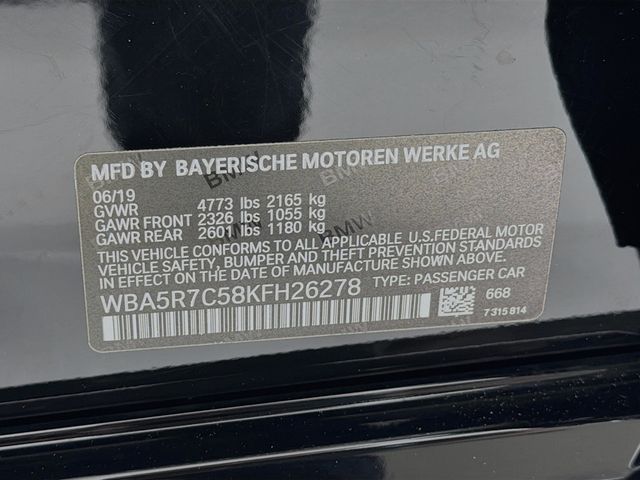 MFD BY BAYERISCHE MOTOREN WERKE AG
06/19
GVWR 4773 lbs 2165 kg
GAWR FRONT 2326 lbs 1055 kg
GAWR REAR 2601 lbs 1180 kg
THIS VEHICLE CONFORMS TO ALL APPLICABLE U.S.FEDERAL MOTOR
VEHICLE SAFETY, BUMPER AND THEFT PREVENTION STANDARDS
IN EFFECT ON THE DATE OF MANUFACTURE SHOWN ABOVE.
WBA5R7C58KFH26278 TYPE: PASSENGER CAR
668
7315814
BMW
BMW